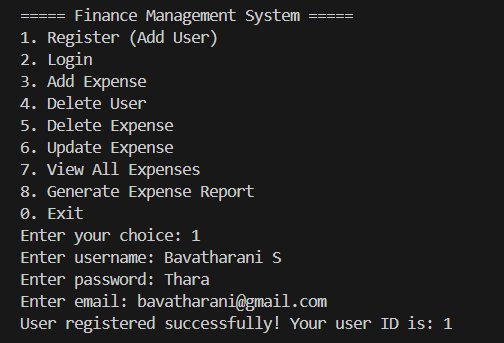 ===== Finance Management System =====
1. Register (Add User)
2. Login
3. Add Expense
4. Delete User
5. Delete Expense
6. Update Expense
7. View All Expenses
8. Generate Expense Report
0. Exit
Enter your choice: 1
Enter username: Bavatharani S
Enter password: Thara
Enter email: bavatharani@gmail.com
User registered successfully! Your user ID is: 1